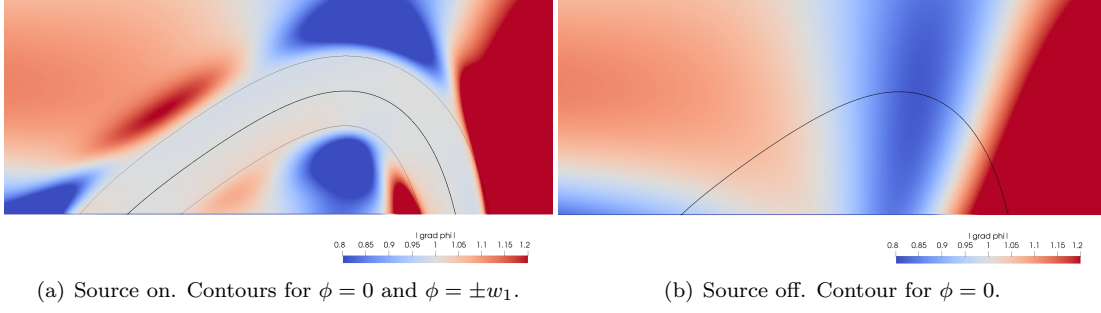 | grad phi |
0.8 0.85 0.9 0.95 1 1.05 1.1 1.15 1.2
(a) Source on. Contours for ϕ = 0 and ϕ = ±w₁.
| grad phi |
0.8 0.85 0.9 0.95 1 1.05 1.1 1.15 1.2
(b) Source off. Contour for ϕ = 0.